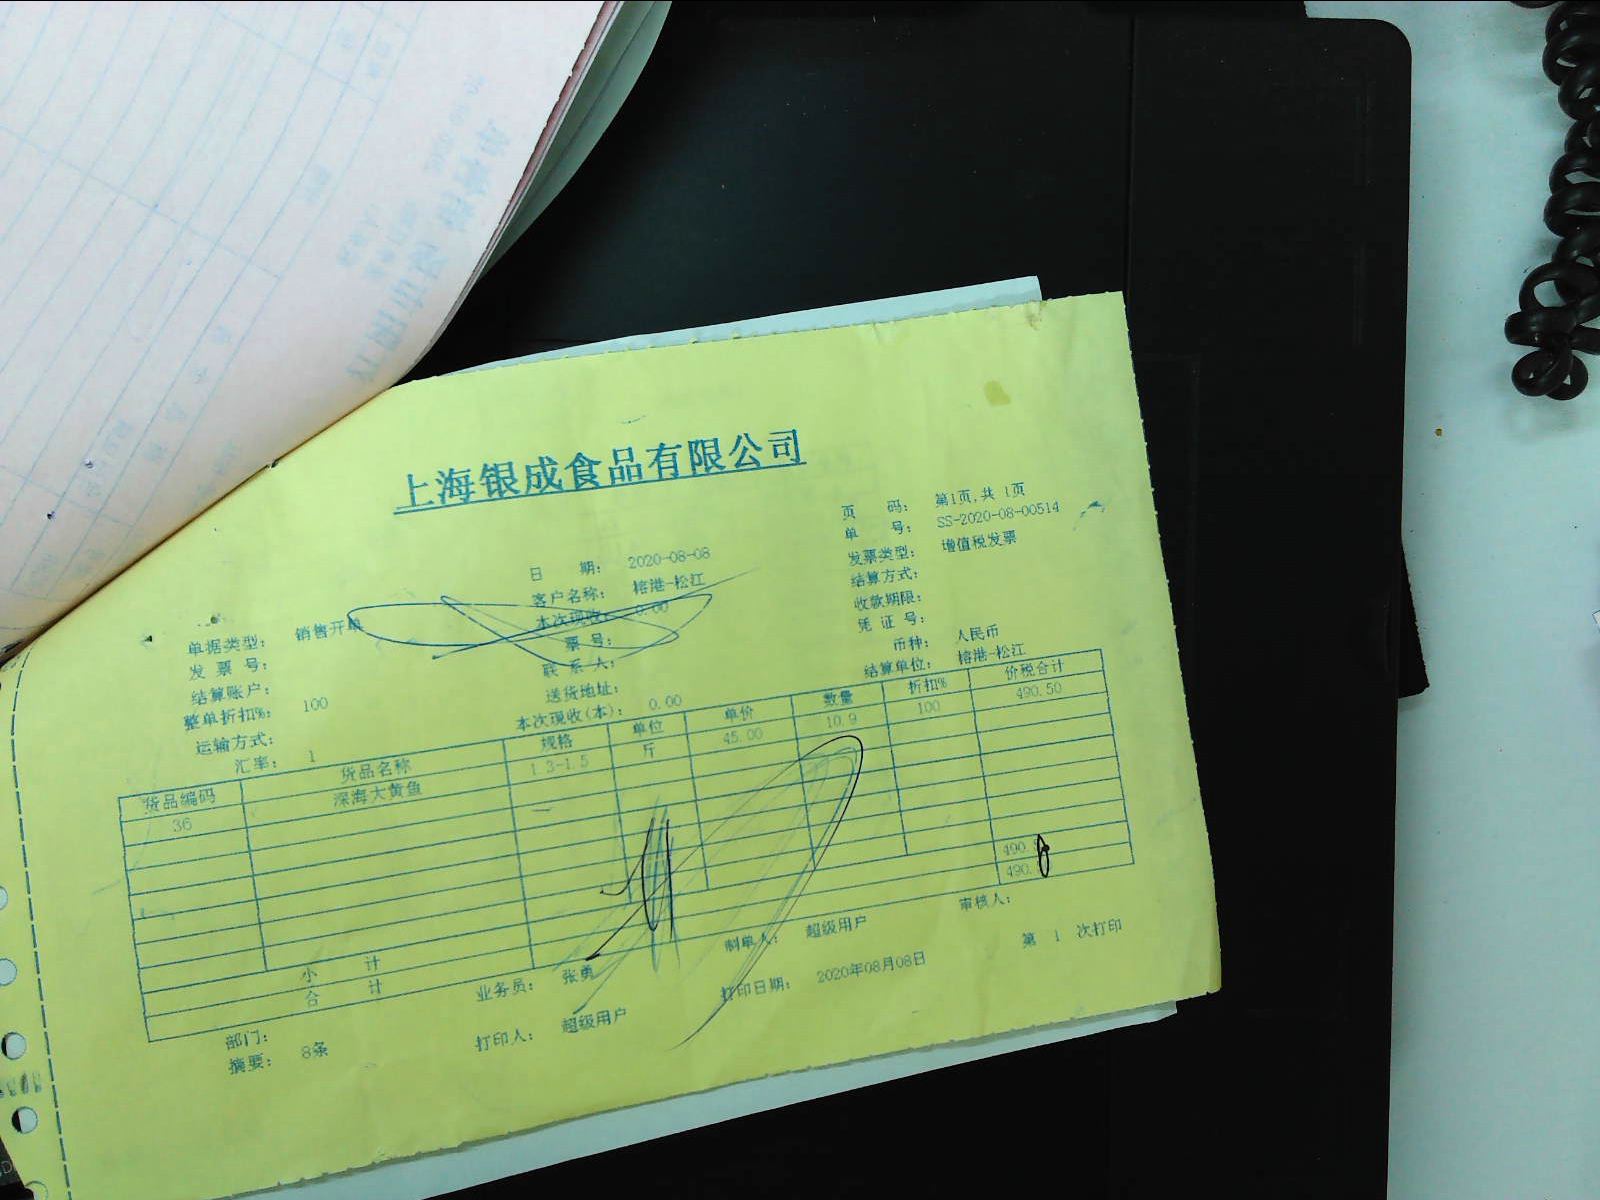 上海银成食品有限公司
页 码: 第1页,共 1页
单 号: SS-2020-08-00514
日 期: 2020-08-08
发票类型: 增值税发票
客户名称: 榕港-松江
结算方式:
单据类型: 销售开单
本次现收: 0.00
收款期限:
发 票 号:
票 号:
凭 证 号:
结算账户:
联 系 人:
币种: 人民币
整单折扣%: 100
送货地址:
结算单位: 榕港-松江
运输方式:
本次现收(本): 0.00
汇率: 1
货品编码 货品名称 规格 单位 单价 数量 折扣% 价税合计
36 深海大黄鱼 1.3-1.5 斤 45.00 10.9 100 490.50
小 计 490.
合 计 490.
部门: 业务员: 张勇 制单人: 超级用户 审核人:
摘要: 8条 打印人: 超级用户 打印日期: 2020年08月08日 第 1 次打印